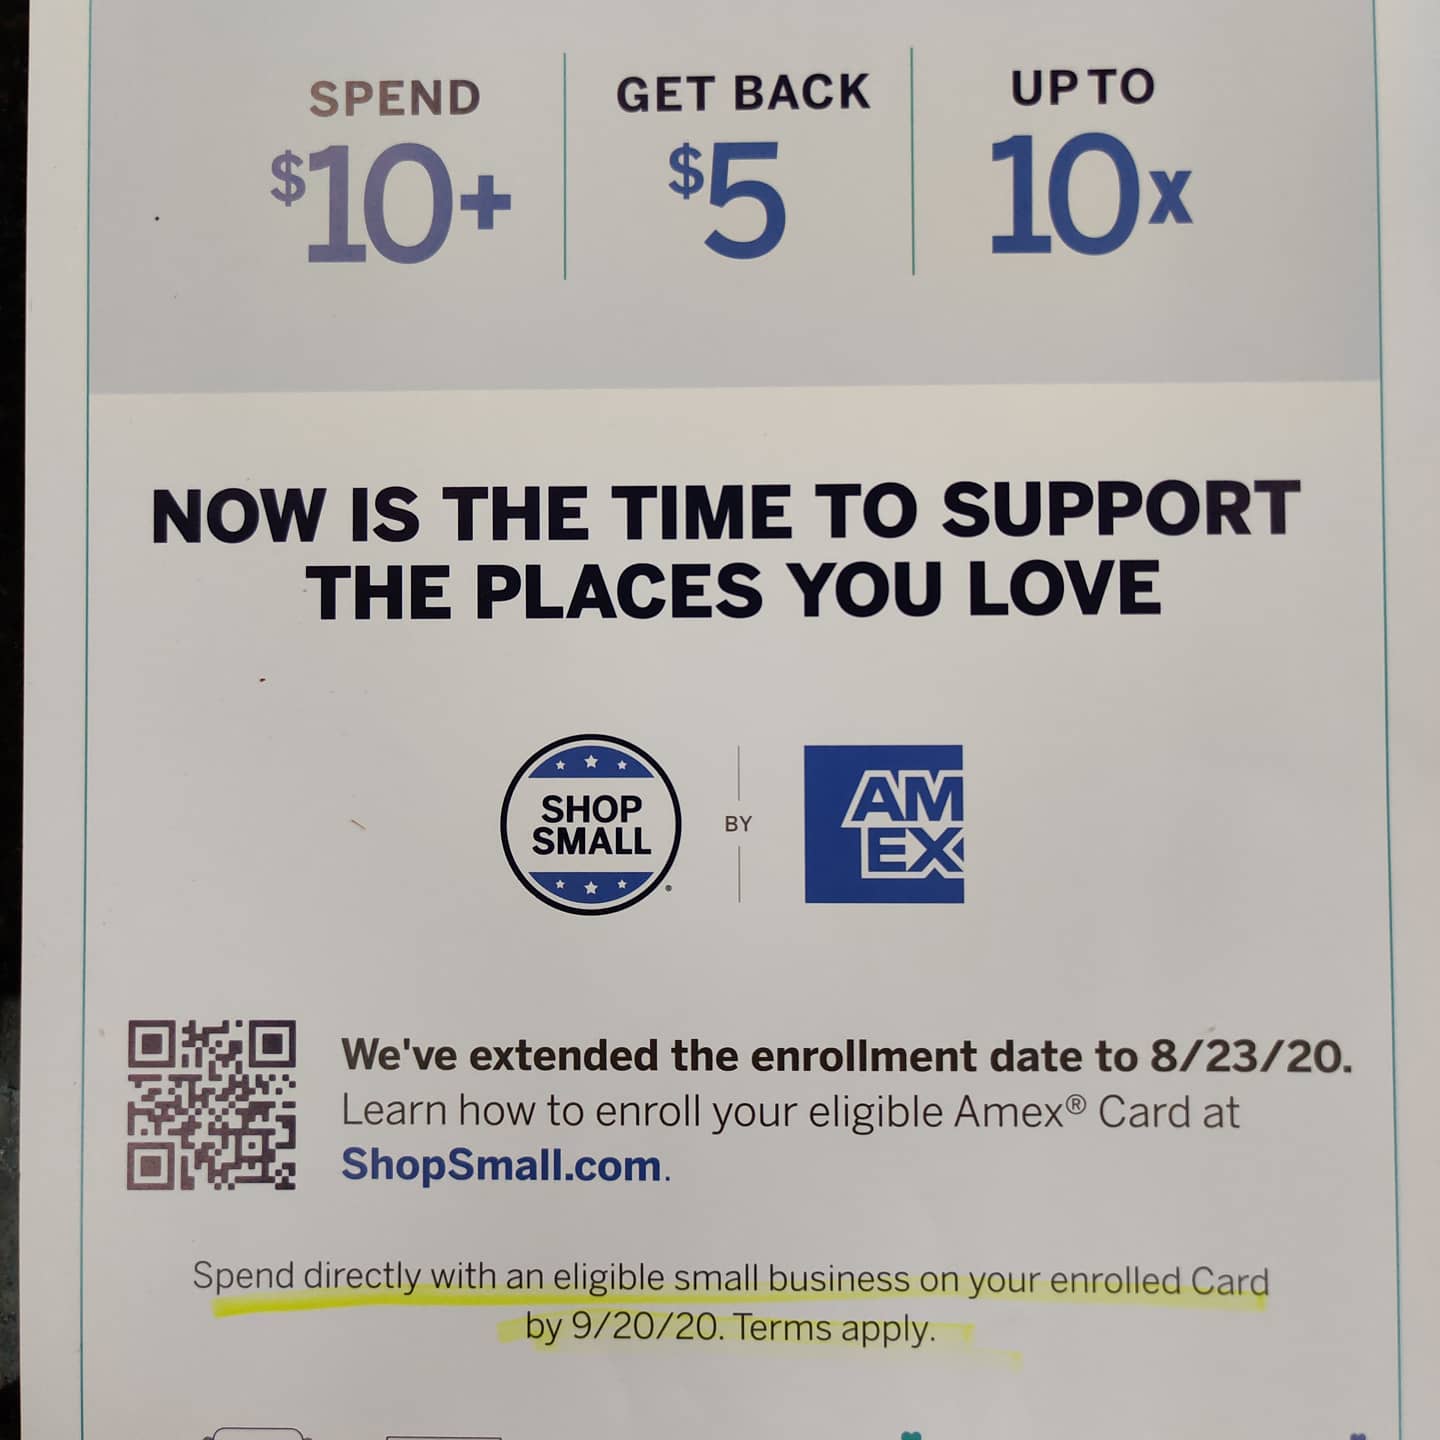 SPEND
$10+
GET BACK
$5
UP TO
10x
NOW IS THE TIME TO SUPPORT
THE PLACES YOU LOVE
SHOP
SMALL
BY
AM
EX
We've extended the enrollment date to 8/23/20.
Learn how to enroll your eligible Amex® Card at
ShopSmall.com.
Spend directly with an eligible small business on your enrolled Card
by 9/20/20. Terms apply.